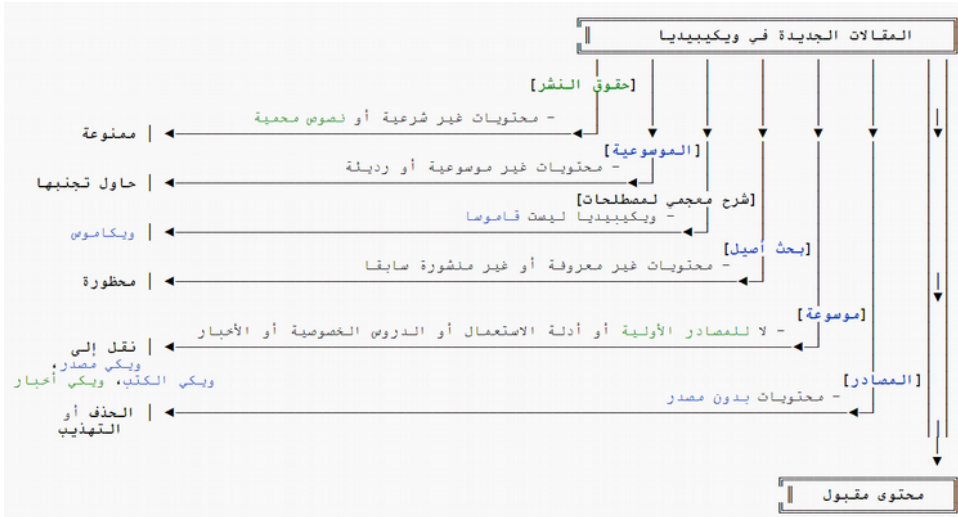 المقالات الجديدة في ويكيبيديا
[حقوق النشر]
- محتويات غير شرعية أو نصوص محمية
ممنوعة
[الموسوعية]
- محتويات غير موسوعية أو رديئة
حاول تجنبها
[شرح معجمي لمصطلحات]
- ويكيبيديا ليست قاموسا
ويكاموس
[بحث أصيل]
- محتويات غير معروفة أو غير منشورة سابقا
محظورة
[موسوعة]
- لا للمصادر الأولية أو أدلة الاستعمال أو الدروس الخصوصية أو الأخبار
نقل إلى
ويكي مصدر،
ويكي الكتب، ويكي أخبار
[المصادر]
- محتويات بدون مصدر
الحذف أو
التهذيب
محتوى مقبول